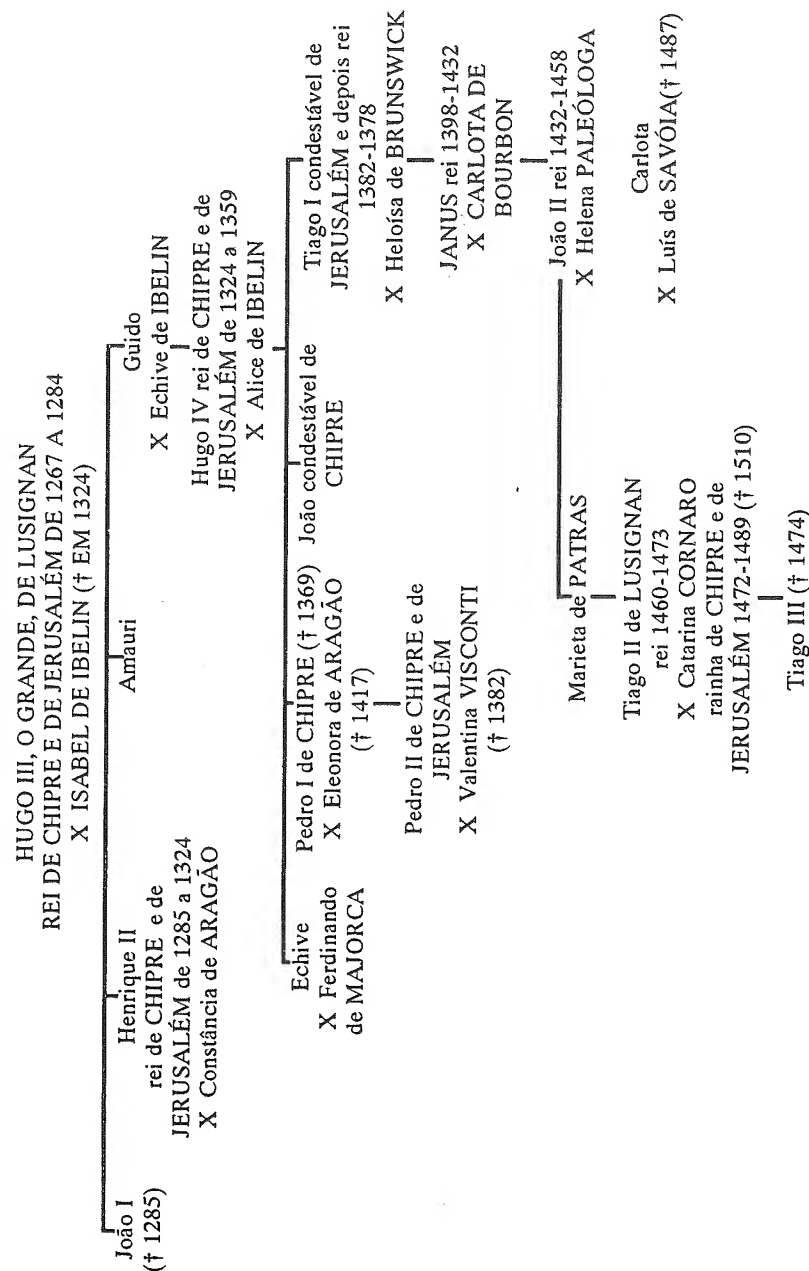 HUGO III, O GRANDE, DE LUSIGNAN
REI DE CHIPRE E DE JERUSALÉM DE 1267 A 1284
X ISABEL DE IBELIN († EM 1324)
João I
(† 1285)
Henrique II
rei de CHIPRE e de
JERUSALÉM de 1285 a 1324
X Constância de ARAGÃO
Amauri
Guido
X Echive de IBELIN
Hugo IV rei de CHIPRE e de
JERUSALÉM de 1324 a 1359
X Alice de IBELIN
Echive
X Ferdinando
de MAJORCA
Pedro I de CHIPRE († 1369)
X Eleonora de ARAGÃO
(† 1417)
Pedro II de CHIPRE e de
JERUSALÉM
X Valentina VISCONTI
(† 1382)
João condestável de
CHIPRE
Tiago I condestável de
JERUSALÉM e depois rei
1382-1378
X Heloísa de BRUNSWICK
JANUS rei 1398-1432
X CARLOTA DE
BOURBON
João II rei 1432-1458
X Helena PALEÓLOGA
Marieta de PATRAS
Tiago II de LUSIGNAN
rei 1460-1473
X Catarina CORNARO
rainha de CHIPRE e de
JERUSALÉM 1472-1489 († 1510)
Tiago III († 1474)
Carlota
X Luís de SAVÓIA(† 1487)